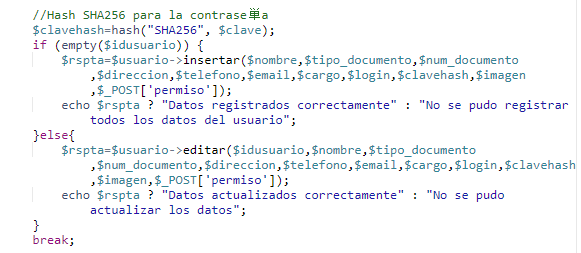 //Hash SHA256 para la contrase単a
$clavehash=hash("SHA256", $clave);
if (empty($idusuario)) {
$rspta=$usuario->insertar($nombre,$tipo_documento,$num_documento
,$direccion,$telefono,$email,$cargo,$login,$clavehash,$imagen
,$_POST['permiso']);
echo $rspta ? "Datos registrados correctamente" : "No se pudo registrar
todos los datos del usuario";
}else{
$rspta=$usuario->editar($idusuario,$nombre,$tipo_documento
,$num_documento,$direccion,$telefono,$email,$cargo,$login,$clavehash
,$imagen,$_POST['permiso']);
echo $rspta ? "Datos actualizados correctamente" : "No se pudo
actualizar los datos";
}
break;